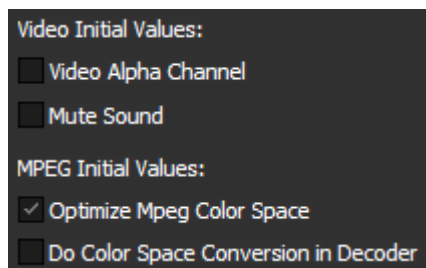 Video Initial Values:
Video Alpha Channel
Mute Sound
MPEG Initial Values:
Optimize Mpeg Color Space
Do Color Space Conversion in Decoder